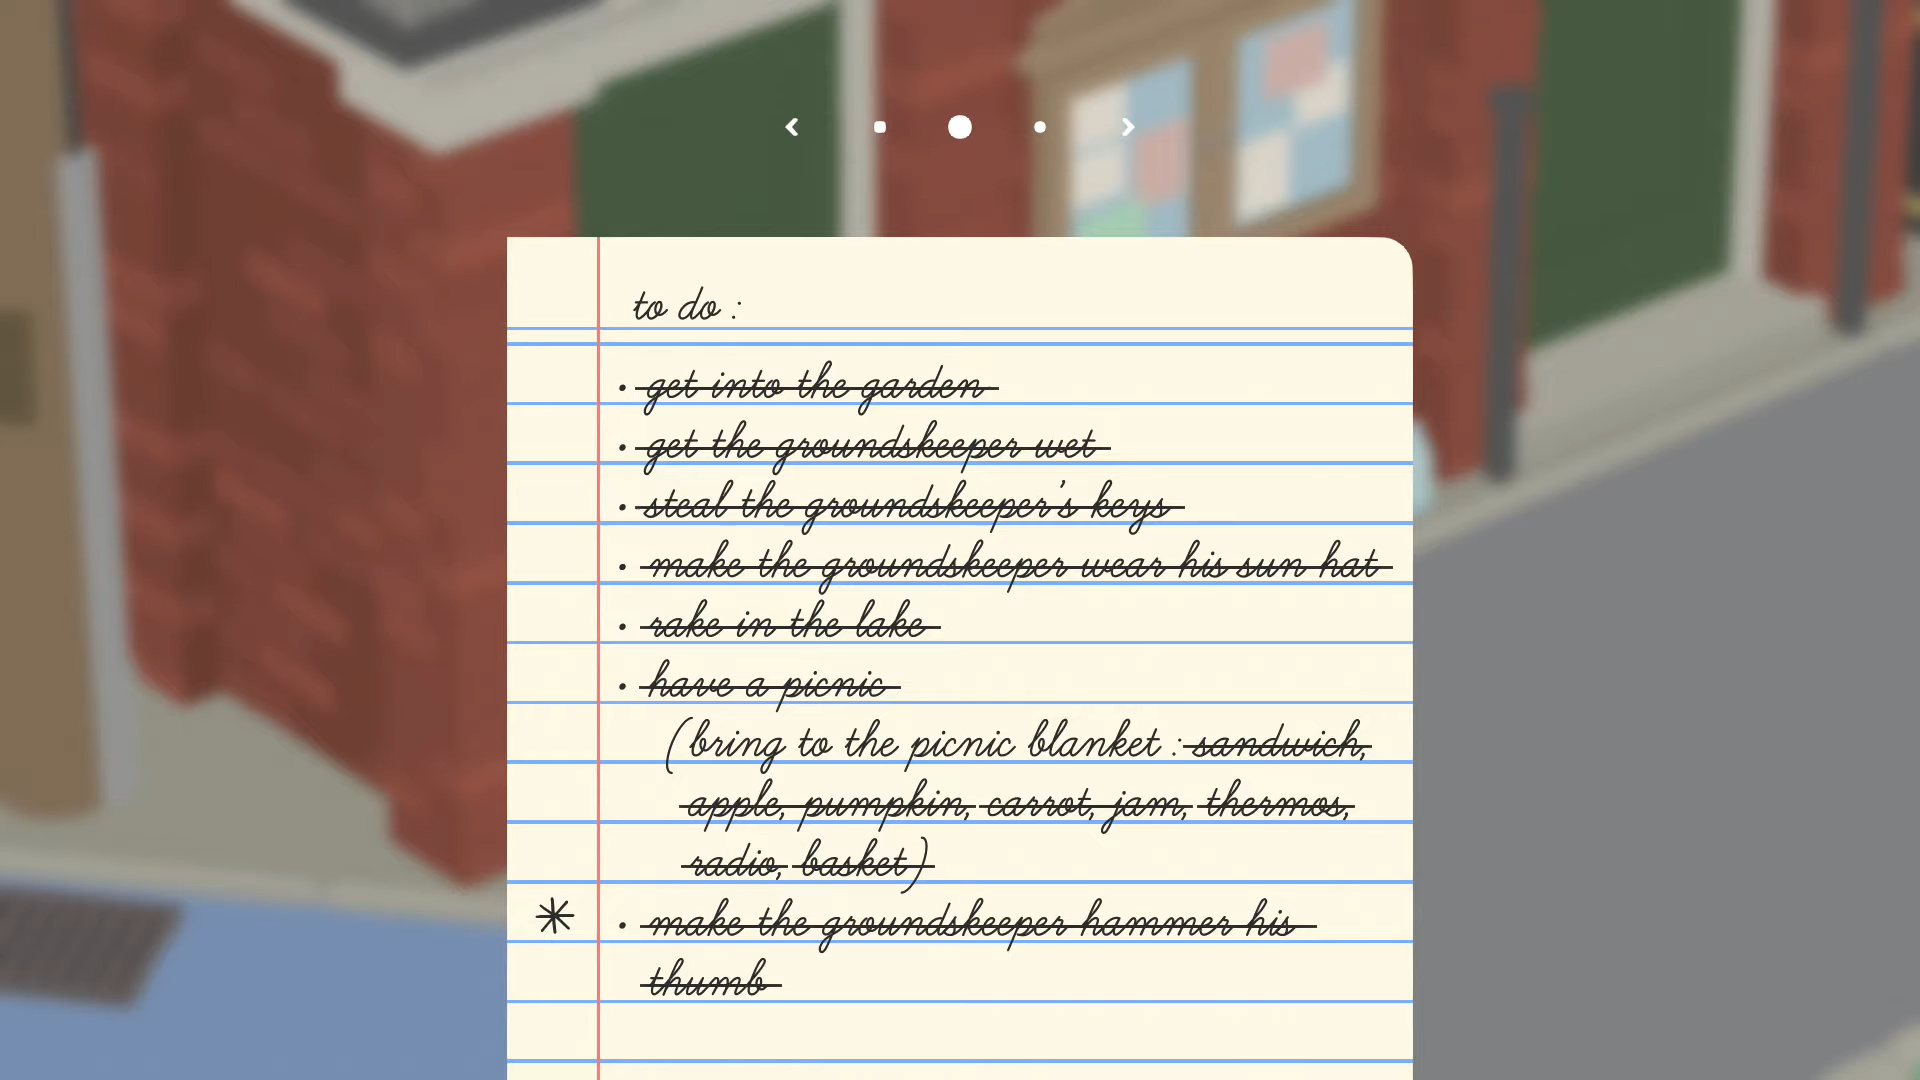 to do :
• get into the garden
• get the groundskeeper wet
• steal the groundskeeper's keys
• make the groundskeeper wear his sun hat
• rake in the lake
• have a picnic
(bring to the picnic blanket : sandwich,
apple, pumpkin, carrot, jam, thermos,
radio, basket)
* • make the groundskeeper hammer his
thumb